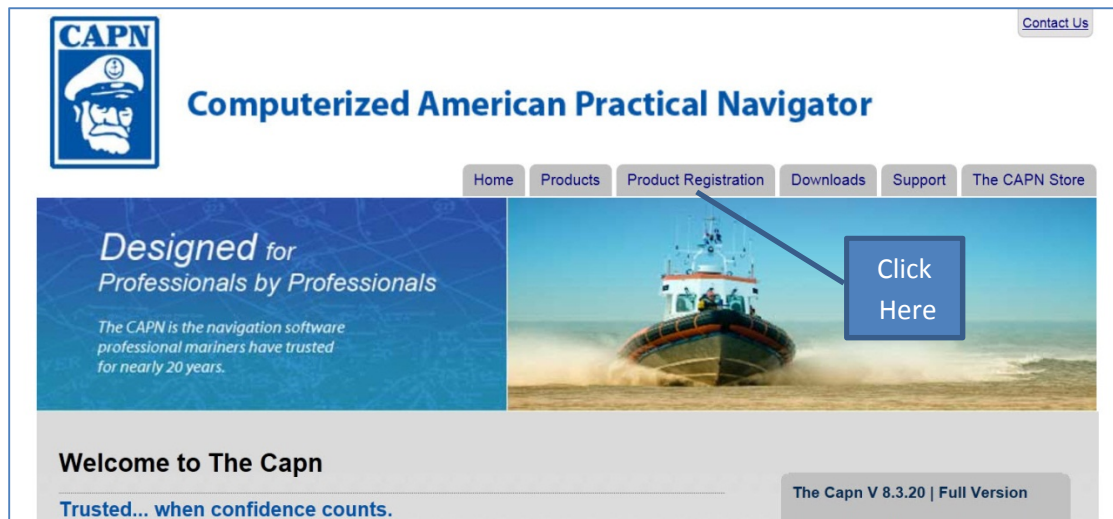 CAPN
Contact Us
Computerized American Practical Navigator
Home Products Product Registration Downloads Support The CAPN Store
Designed for
Professionals by Professionals
The CAPN is the navigation software
professional mariners have trusted
for nearly 20 years.
Click
Here
Welcome to The Capn
Trusted... when confidence counts.
The Capn V 8.3.20 | Full Version